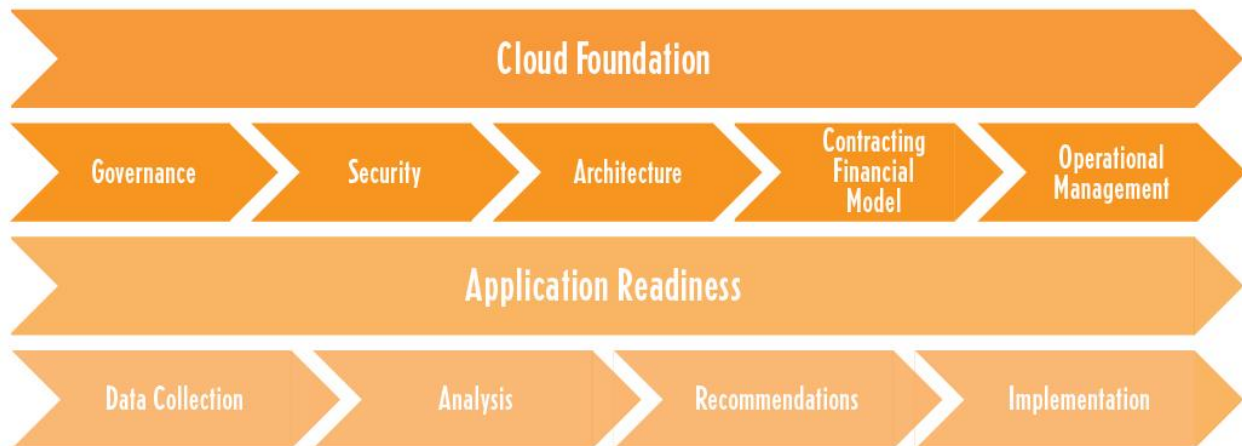 Cloud Foundation
Governance
Security
Architecture
Contracting
Financial
Model
Operational
Management
Application Readiness
Data Collection
Analysis
Recommendations
Implementation